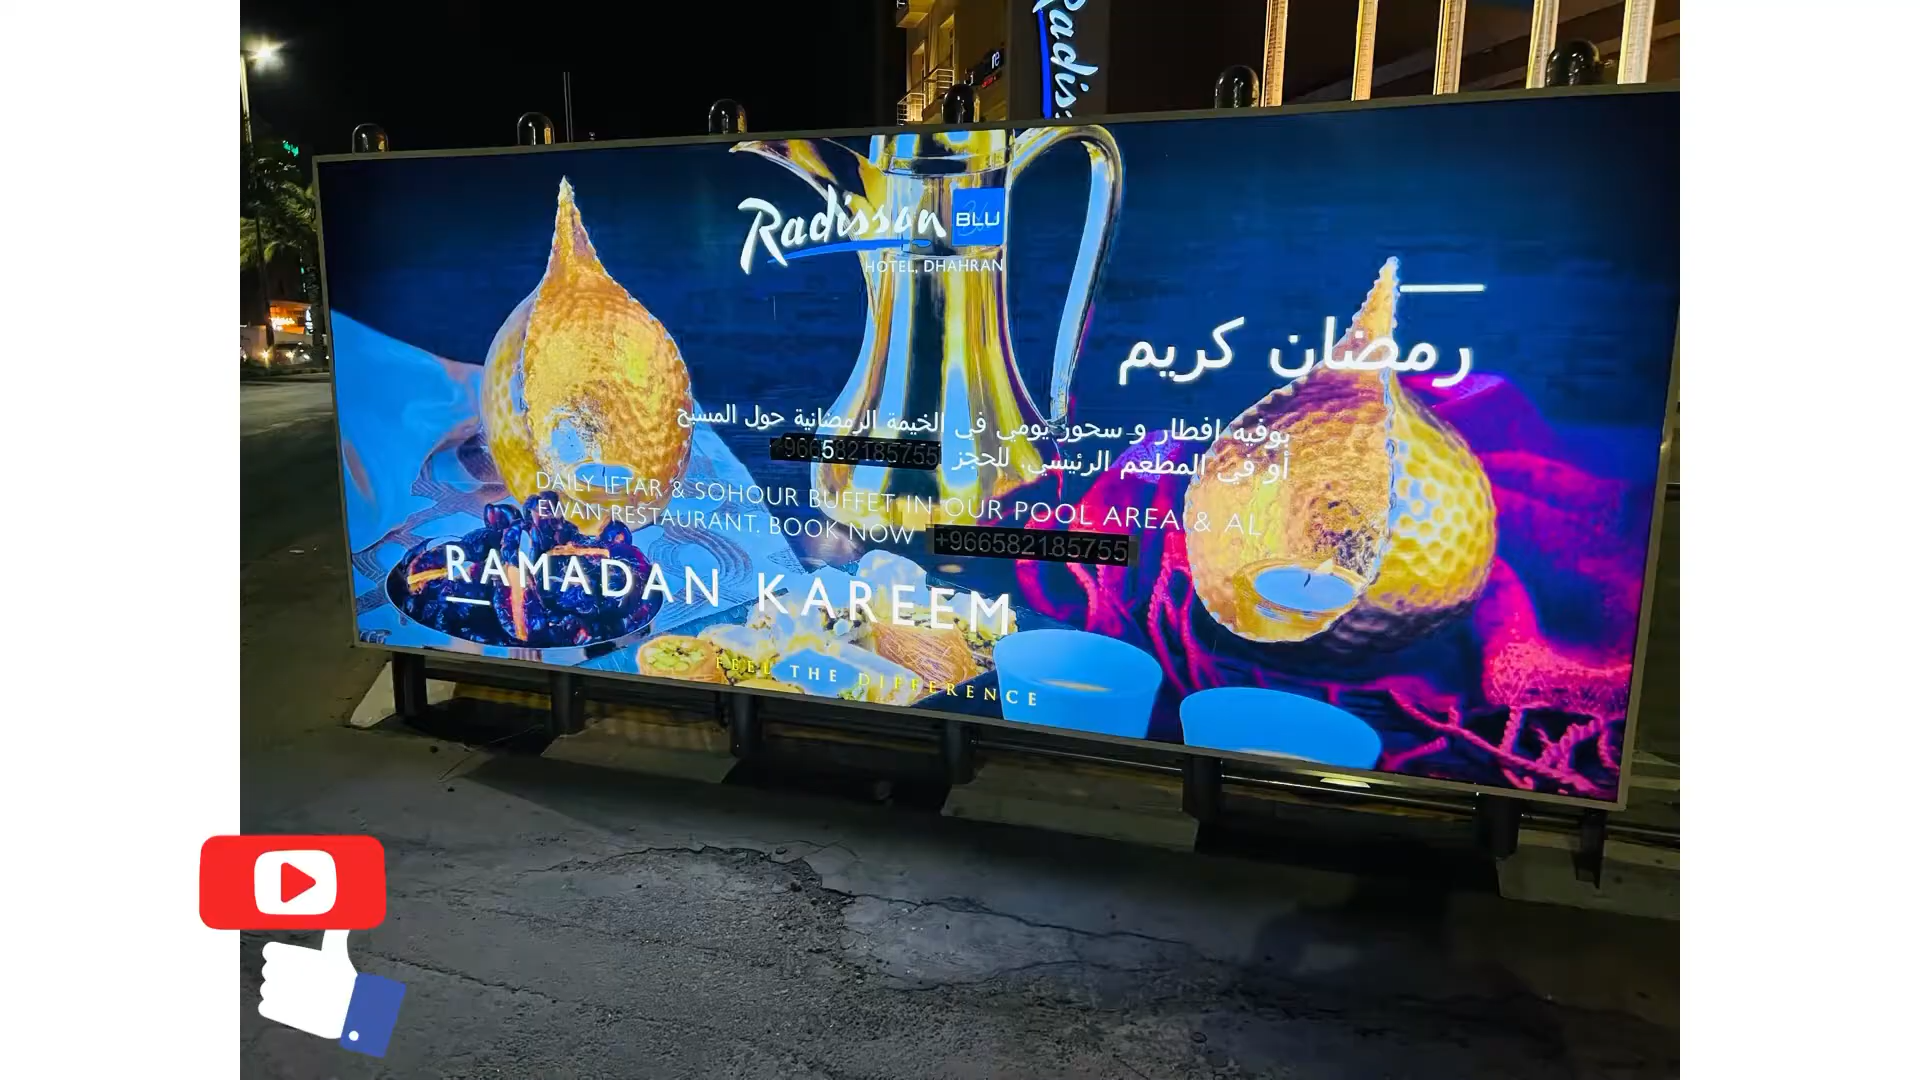 Radisson
Radisson BLU
HOTEL, DHAHRAN
رمضان كريم
بوفيه إفطار و سحور يومي في الخيمة الرمضانية حول المسبح
أو في المطعم الرئيسي. للحجز +966582185755
DAILY IFTAR & SOHOUR BUFFET IN OUR POOL AREA & AL
EWAN RESTAURANT. BOOK NOW +966582185755
RAMADAN KAREEM
FEEL THE DIFFERENCE